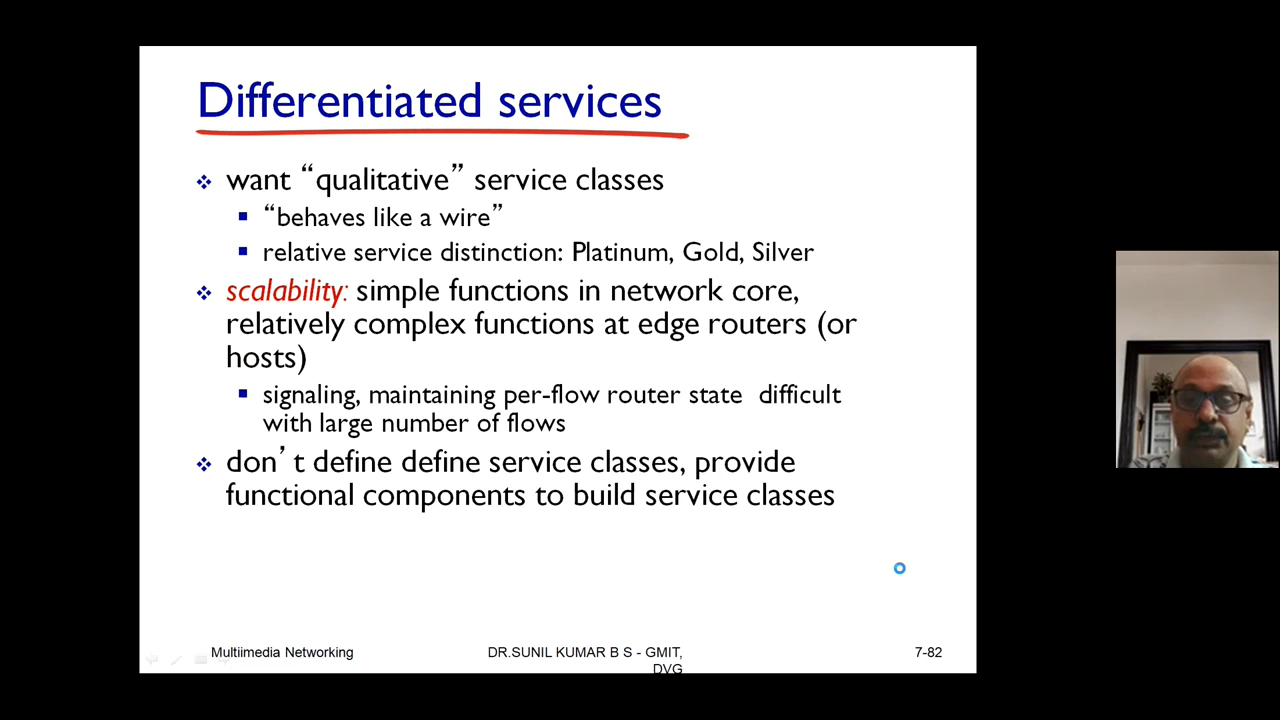 Differentiated services
want “qualitative” service classes
“behaves like a wire”
relative service distinction: Platinum, Gold, Silver
scalability: simple functions in network core,
relatively complex functions at edge routers (or
hosts)
signaling, maintaining per-flow router state difficult
with large number of flows
don’t define define service classes, provide
functional components to build service classes
Multiimedia Networking
DR.SUNIL KUMAR B S - GMIT,
DVG
7-82